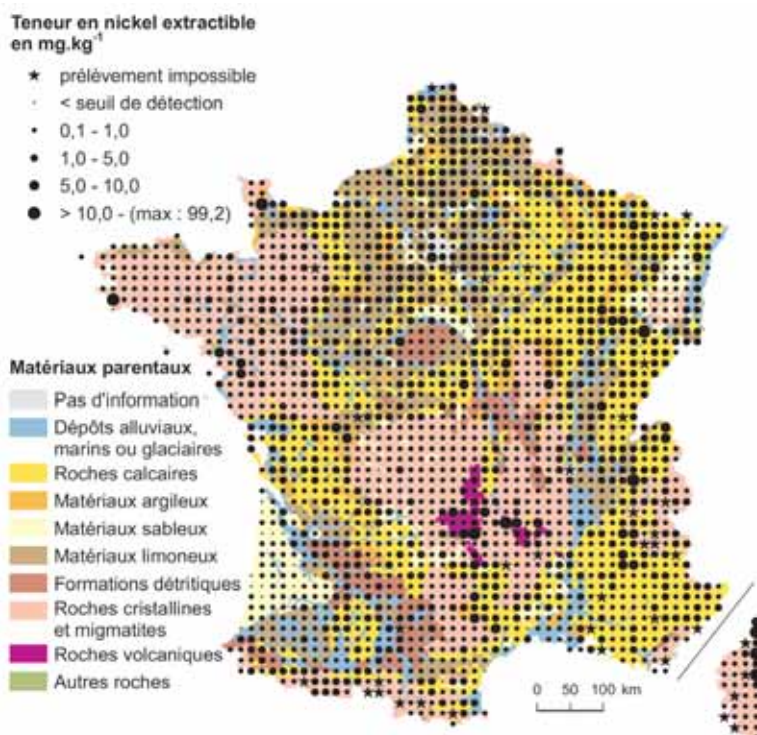 Teneur en nickel extractible
en mg.kg-1
prélèvement impossible
< seuil de détection
0,1 - 1,0
1,0 - 5,0
5,0 - 10,0
> 10,0 - (max : 99,2)
Matériaux parentaux
Pas d'information
Dépôts alluviaux,
marins ou glaciaires
Roches calcaires
Matériaux argileux
Matériaux sableux
Matériaux limoneux
Formations détritiques
Roches cristallines
et migmatites
Roches volcaniques
Autres roches
0 50 100 km